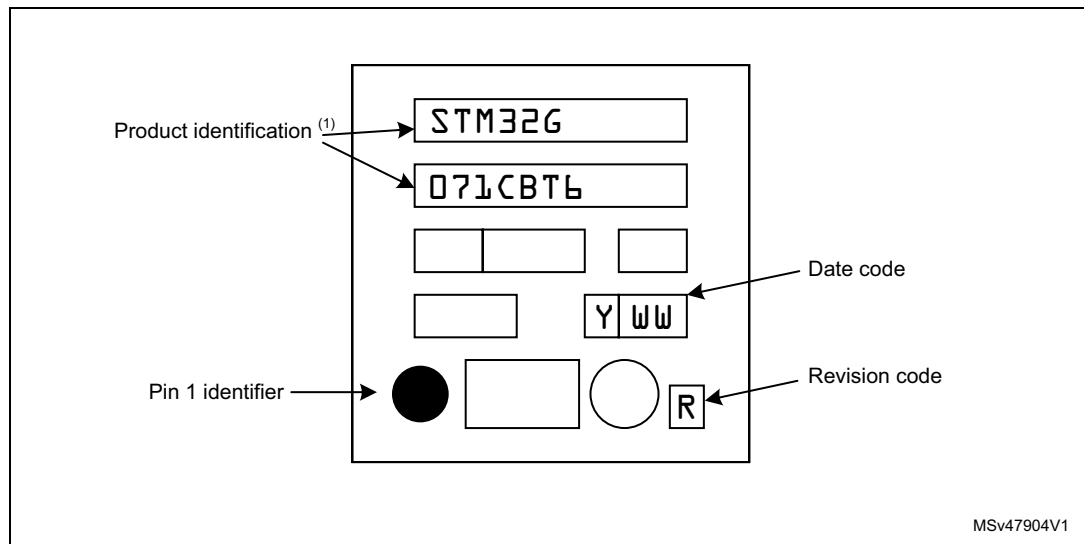 STM32G
Product identification (1)
071CBT6
Date code
Y WW
Pin 1 identifier
Revision code
R
MSv47904V1